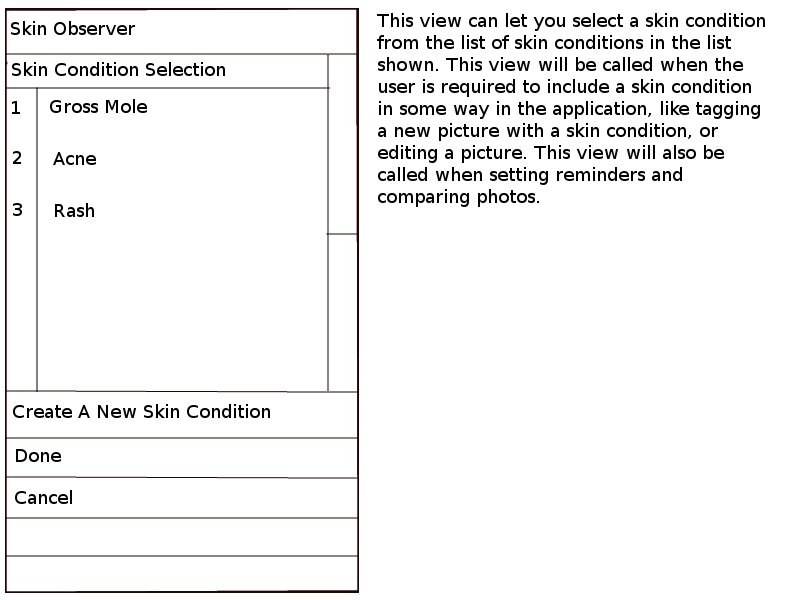 Skin Observer
Skin Condition Selection
1 Gross Mole
2 Acne
3 Rash
Create A New Skin Condition
Done
Cancel
This view can let you select a skin condition
from the list of skin conditions in the list
shown. This view will be called when the
user is required to include a skin condition
in some way in the application, like tagging
a new picture with a skin condition, or
editing a picture. This view will also be
called when setting reminders and
comparing photos.